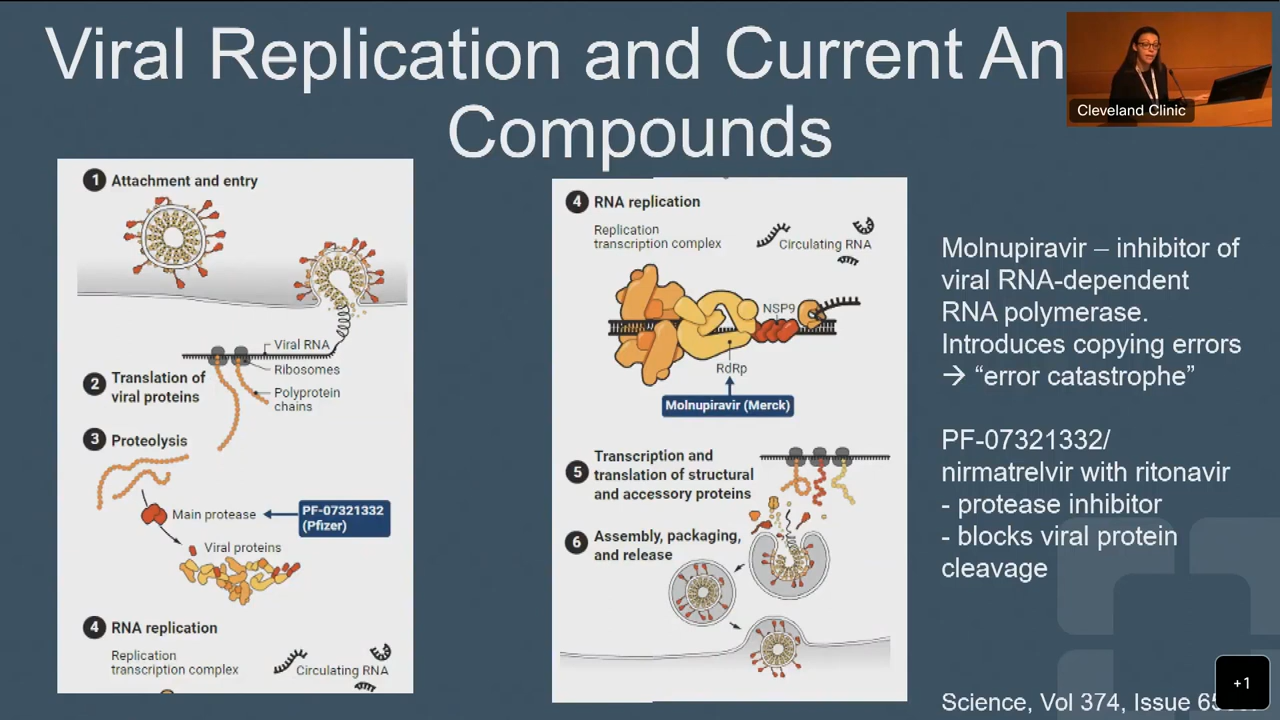 Viral Replication and Current An
Compounds
Cleveland Clinic
1 Attachment and entry
Viral RNA
Ribosomes
Polyprotein
chains
2 Translation of
viral proteins
3 Proteolysis
Main protease
PF-07321332
(Pfizer)
Viral proteins
4 RNA replication
Replication
transcription complex
Circulating RNA
4 RNA replication
Replication
transcription complex
Circulating RNA
NSP9
RdRp
Molnupiravir (Merck)
5 Transcription and
translation of structural
and accessory proteins
6 Assembly, packaging,
and release
Molnupiravir – inhibitor of
viral RNA-dependent
RNA polymerase.
Introduces copying errors
→ “error catastrophe”
PF-07321332/
nirmatrelvir with ritonavir
- protease inhibitor
- blocks viral protein
cleavage
Science, Vol 374, Issue
+1